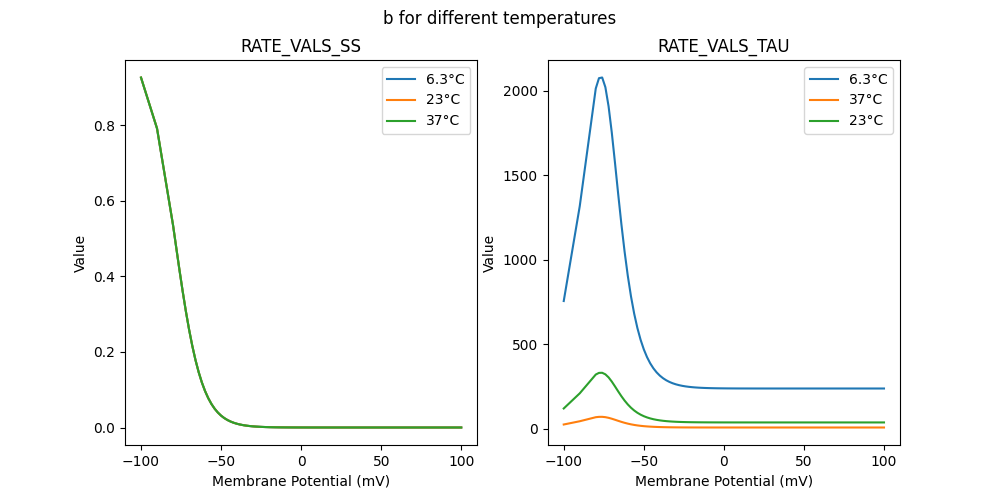 b for different temperatures
RATE_VALS_SS
Value
0.8
0.6
0.4
0.2
0.0
6.3°C
23°C
37°C
−100
−50
0
50
100
Membrane Potential (mV)
RATE_VALS_TAU
Value
2000
1500
1000
500
0
6.3°C
37°C
23°C
−100
−50
0
50
100
Membrane Potential (mV)